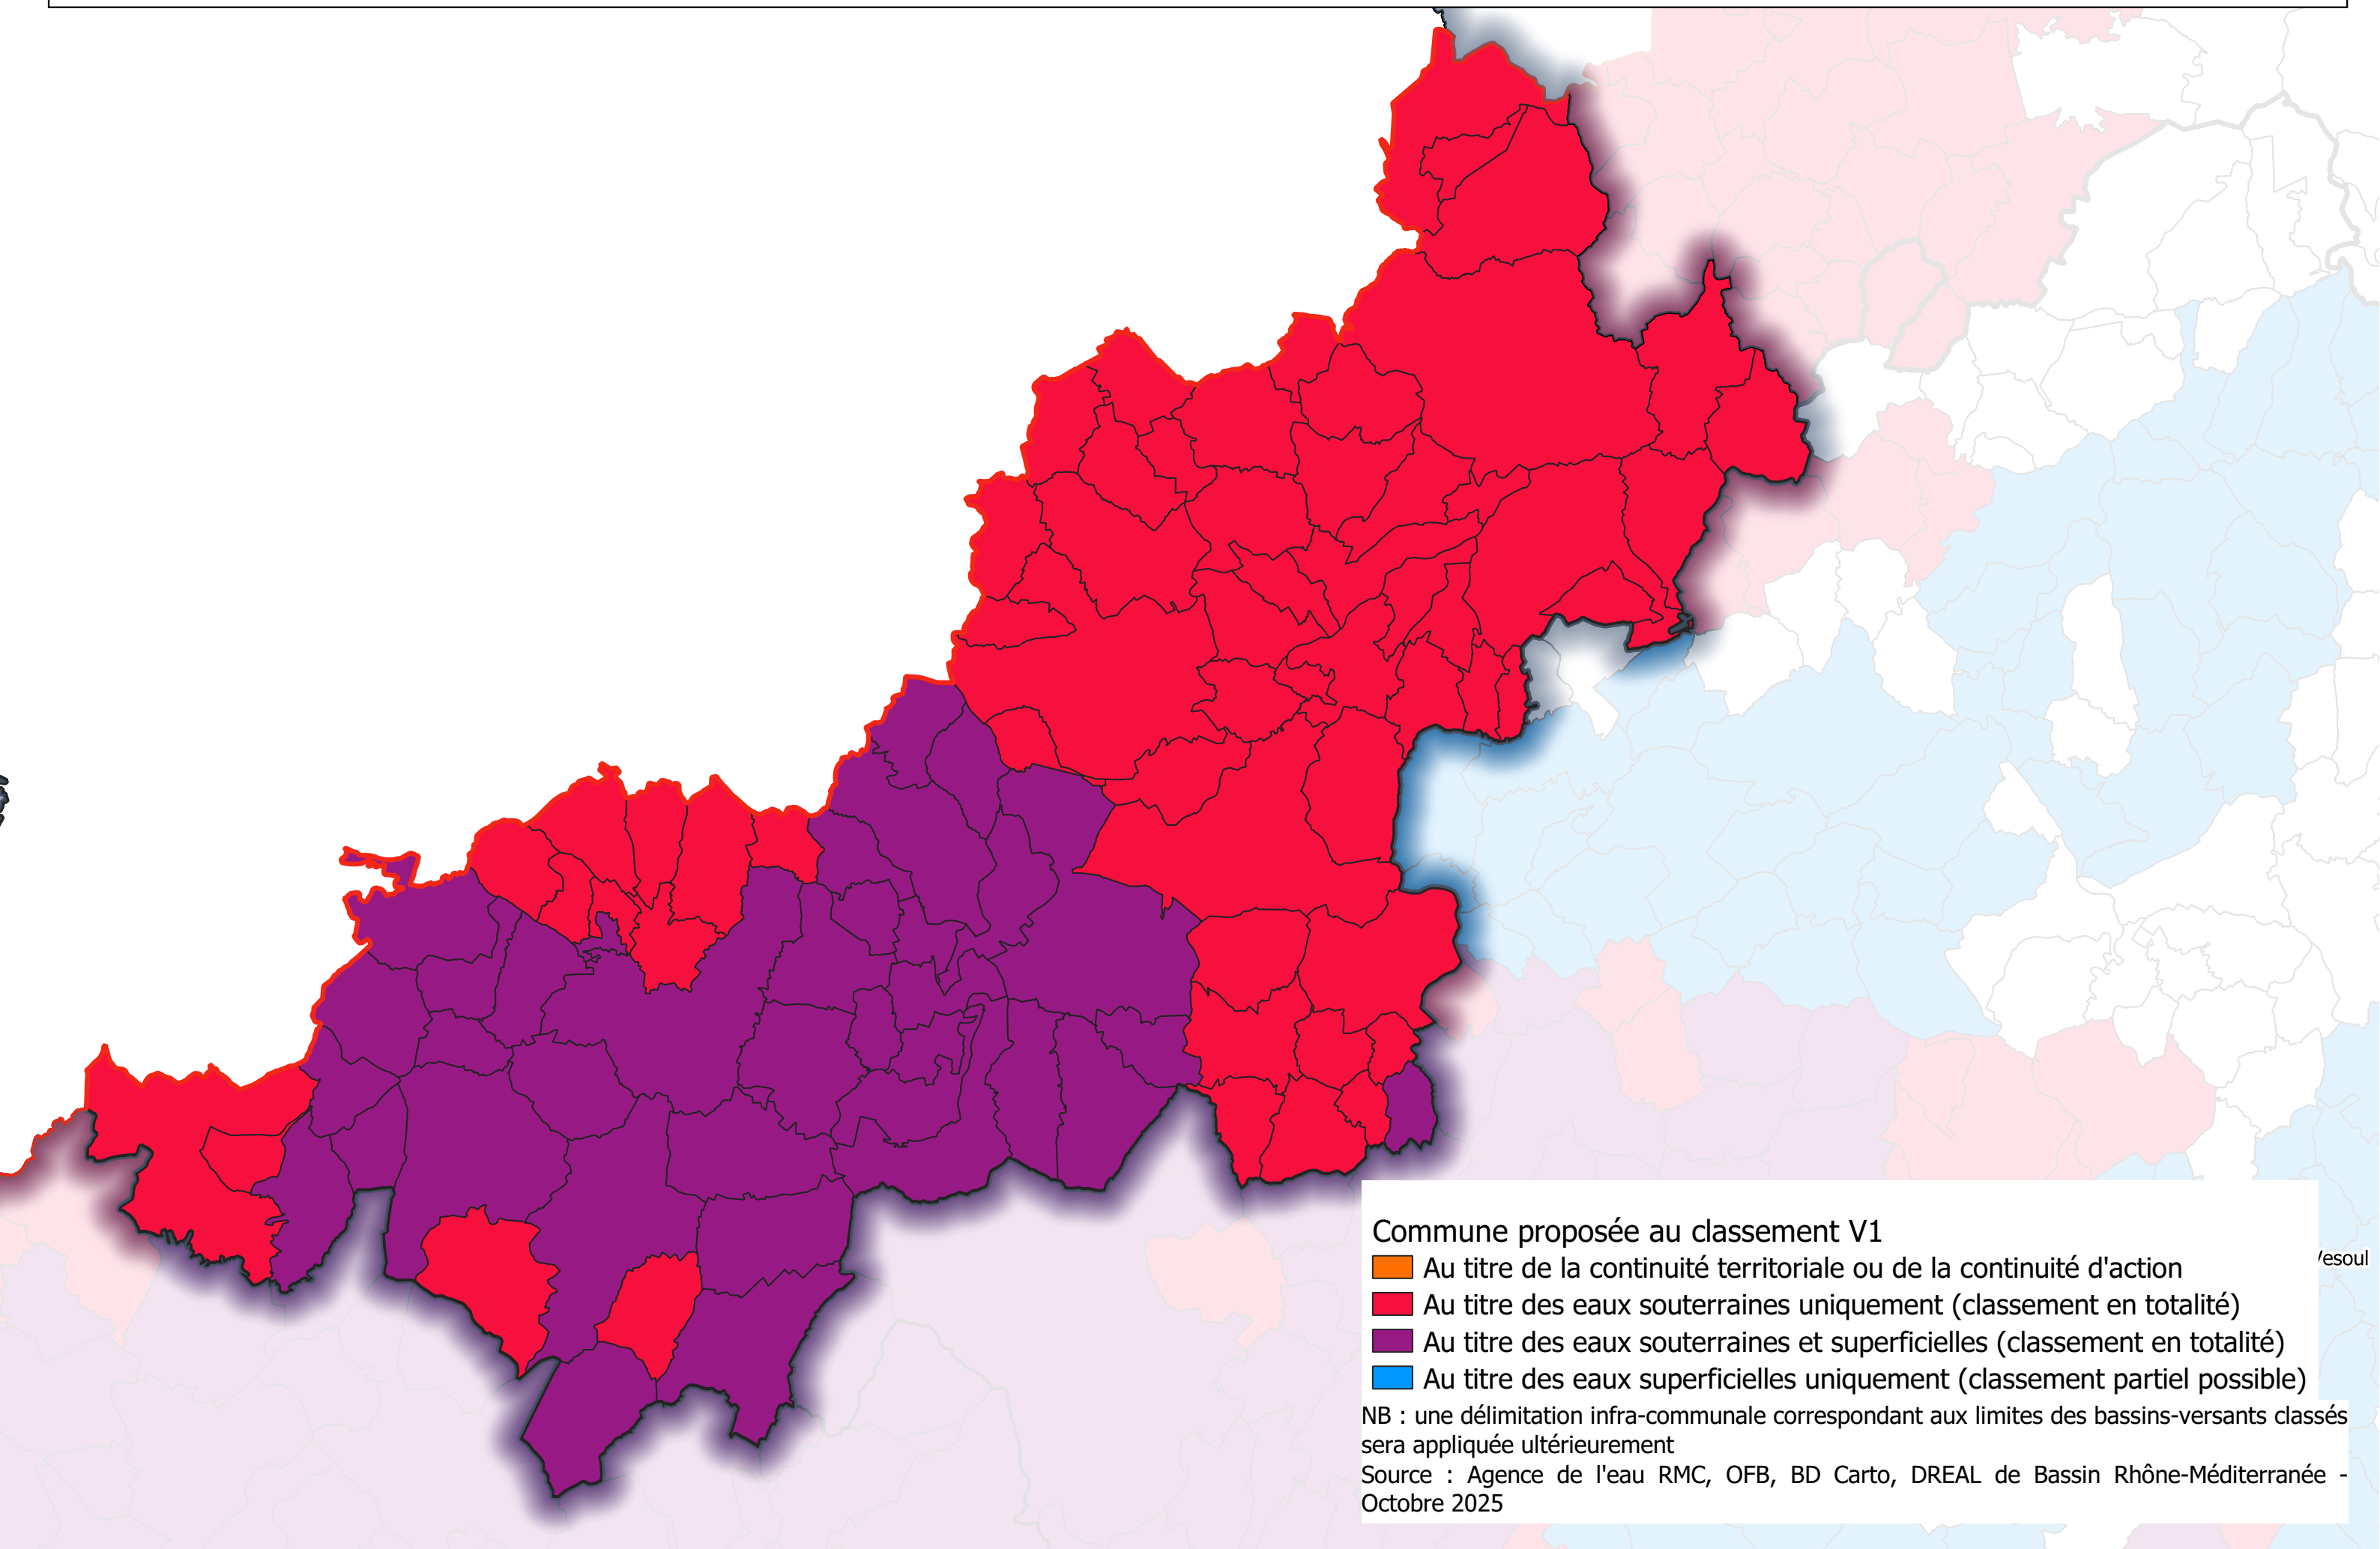 Commune proposée au classement V1
Au titre de la continuité territoriale ou de la continuité d'action
Au titre des eaux souterraines uniquement (classement en totalité)
Au titre des eaux souterraines et superficielles (classement en totalité)
Au titre des eaux superficielles uniquement (classement partiel possible)
NB : une délimitation infra-communale correspondant aux limites des bassins-versants classés
sera appliquée ultérieurement
Source : Agence de l'eau RMC, OFB, BD Carto, DREAL de Bassin Rhône-Méditerranée -
Octobre 2025
Vesoul